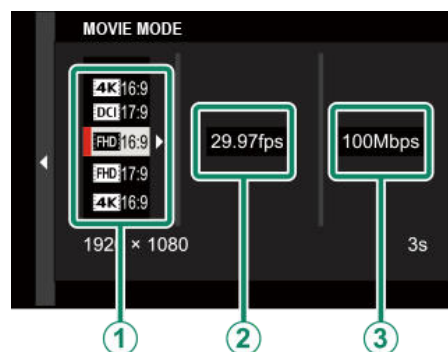 MOVIE MODE
4K 16:9
DCI 17:9
FHD 16:9
29.97fps
100Mbps
FHD 17:9
4K 16:9
1920 × 1080
3s
1
2
3